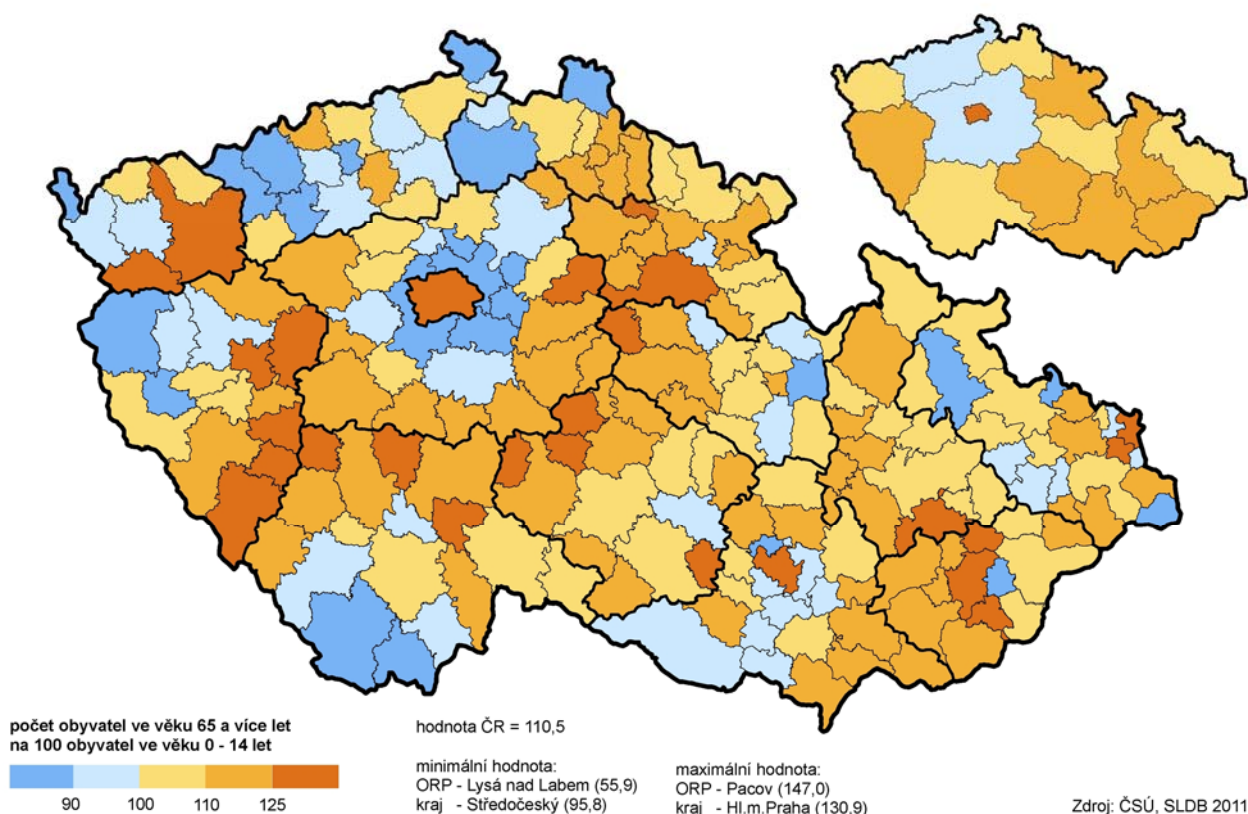 počet obyvatel ve věku 65 a více let
na 100 obyvatel ve věku 0 - 14 let
90 100 110 125
hodnota ČR = 110,5
minimální hodnota:
ORP - Lysá nad Labem (55,9)
kraj - Středočeský (95,8)
maximální hodnota:
ORP - Pacov (147,0)
kraj - Hl.m.Praha (130,9)
Zdroj: ČSÚ, SLDB 2011